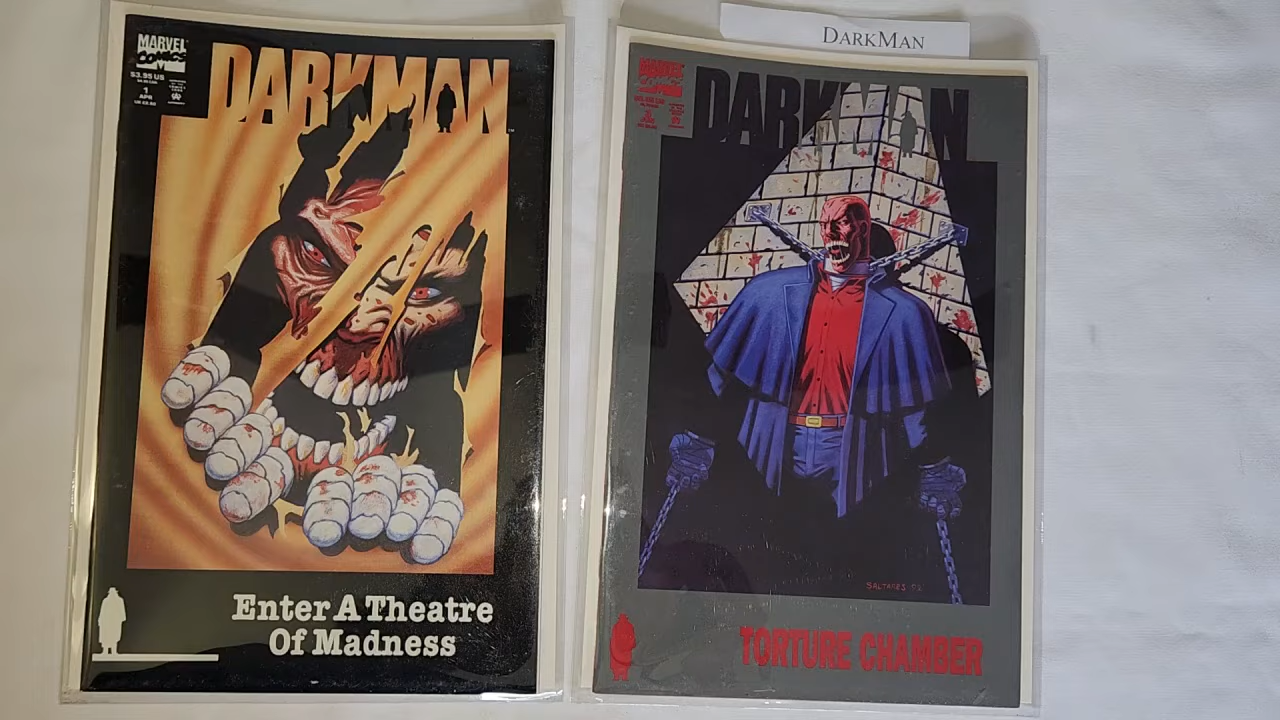 DARKMAN
MARVEL
COMICS
$3.95 US
1
APR
DARKMAN
Enter A Theatre
Of Madness
MARVEL
COMICS
DARKMAN
SALTARES
TORTURE CHAMBER